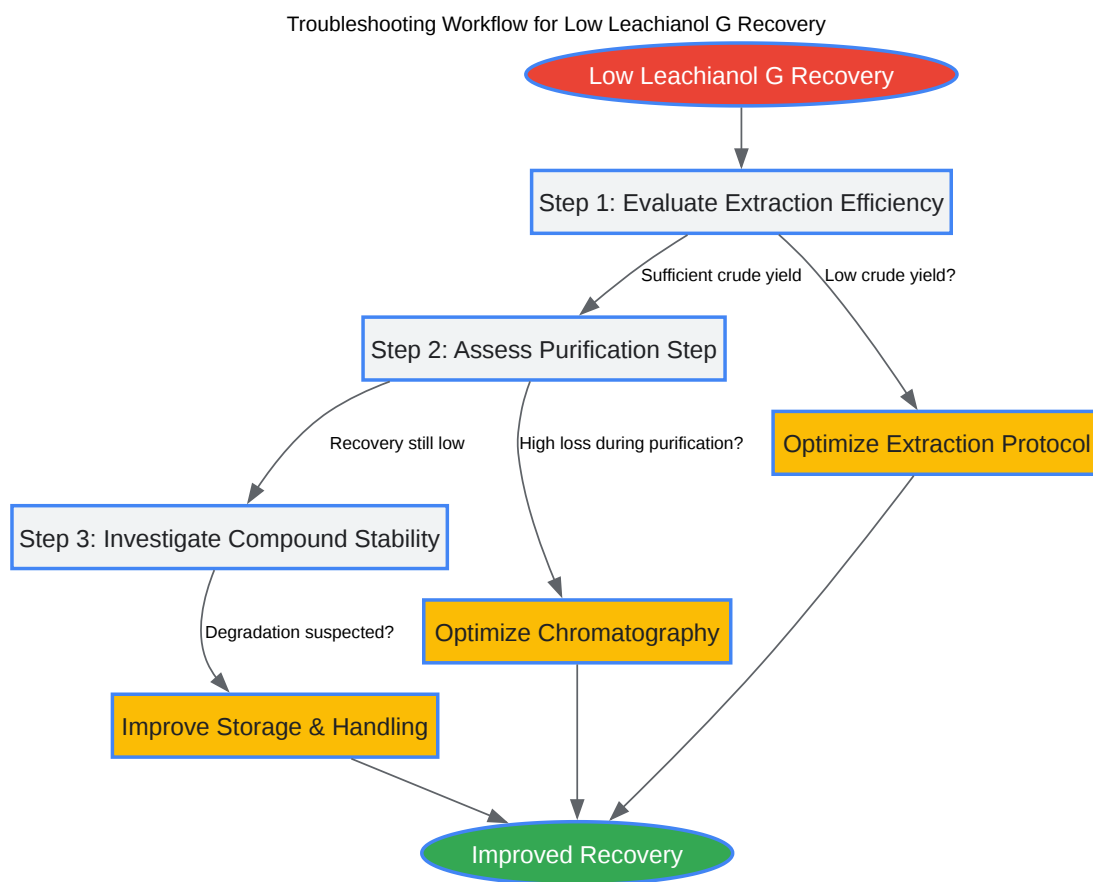 Troubleshooting Workflow for Low Leachianol G Recovery
Low Leachianol G Recovery
Step 1: Evaluate Extraction Efficiency
Sufficient crude yield
Low crude yield?
Step 2: Assess Purification Step
Optimize Extraction Protocol
Recovery still low
High loss during purification?
Step 3: Investigate Compound Stability
Optimize Chromatography
Degradation suspected?
Improve Storage & Handling
Improved Recovery